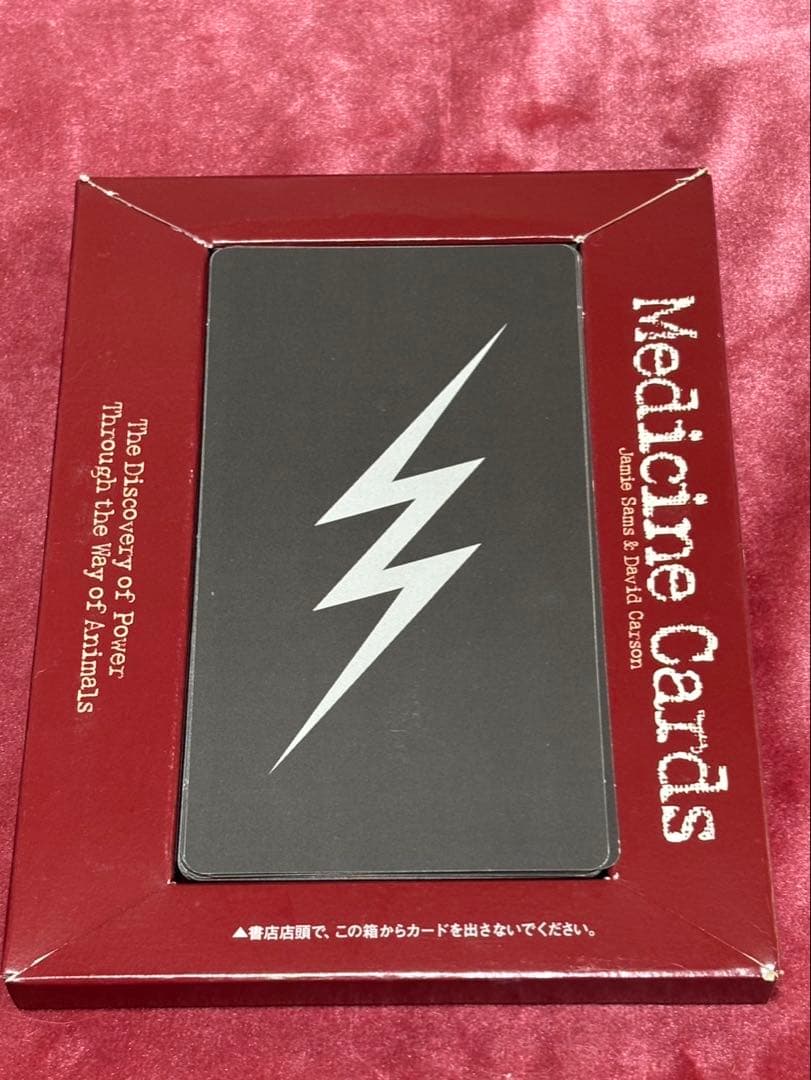 Medicine Cards
Jamie Sams & David Carson
The Discovery of Power
Through the Way of Animals
▲書店店頭で、この箱からカードを出さないでください。